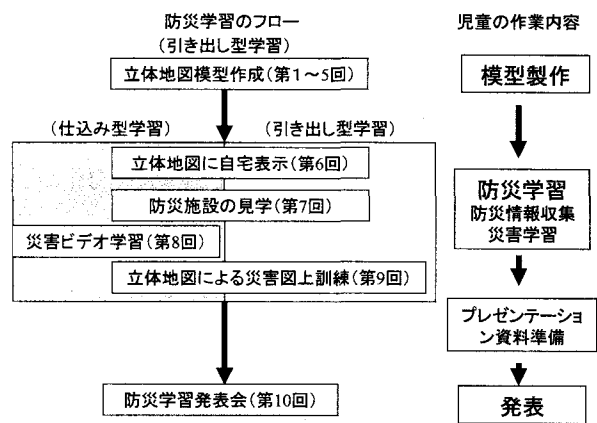 防災学習のフロー
(引き出し型学習)
立体地図模型作成(第1～5回)
(仕込み型学習)
(引き出し型学習)
立体地図に自宅表示(第6回)
防災施設の見学(第7回)
災害ビデオ学習(第8回)
立体地図による災害図上訓練(第9回)
防災学習発表会(第10回)
児童の作業内容
模型製作
防災学習
防災情報収集
災害学習
プレゼンテーショ
ン資料準備
発表